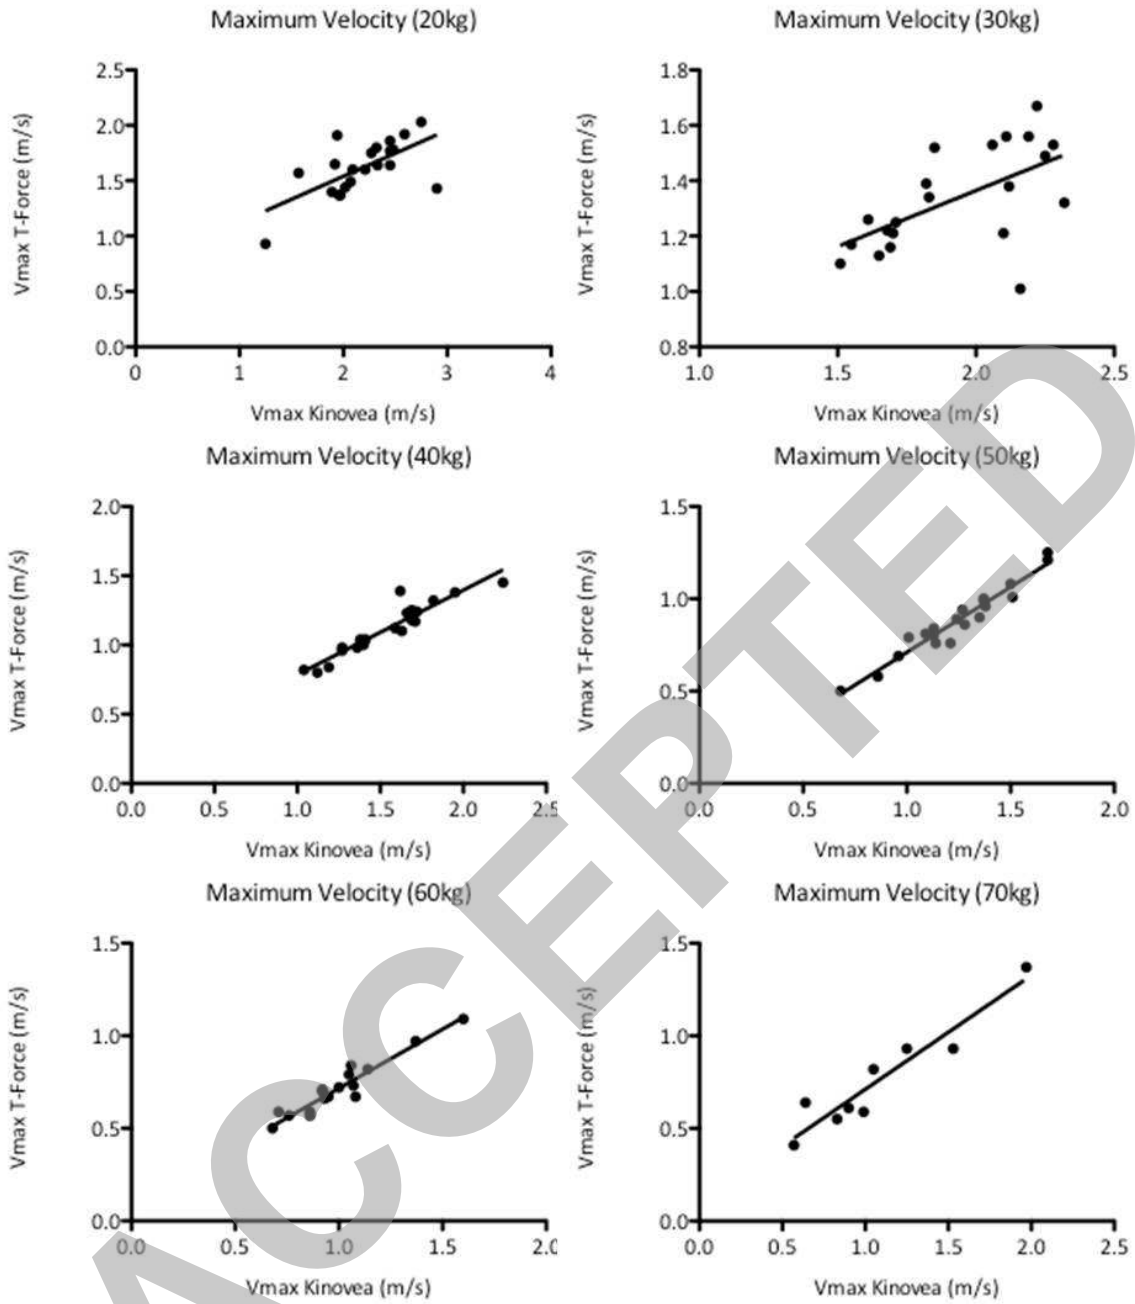 Maximum Velocity (20kg)
Vmax T-Force (m/s)
2.5
2.0
1.5
1.0
0.5
0.0
0 1 2 3 4
Vmax Kinovea (m/s)
Maximum Velocity (30kg)
Vmax T-Force (m/s)
1.8
1.6
1.4
1.2
1.0
0.8
1.0 1.5 2.0 2.5
Vmax Kinovea (m/s)
Maximum Velocity (40kg)
Vmax T-Force (m/s)
2.0
1.5
1.0
0.5
0.0
0.0 0.5 1.0 1.5 2.0 2.5
Vmax Kinovea (m/s)
Maximum Velocity (50kg)
Vmax T-Force (m/s)
1.5
1.0
0.5
0.0
0.0 0.5 1.0 1.5 2.0
Vmax Kinovea (m/s)
Maximum Velocity (60kg)
Vmax T-Force (m/s)
1.5
1.0
0.5
0.0
0.0 0.5 1.0 1.5 2.0
Vmax Kinovea (m/s)
Maximum Velocity (70kg)
Vmax T-Force (m/s)
1.5
1.0
0.5
0.0
0.0 0.5 1.0 1.5 2.0 2.5
Vmax Kinovea (m/s)
ACCEPTED